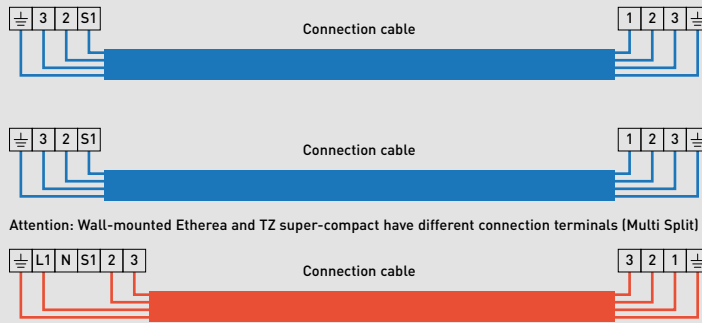 3 2 S1 Connection cable 1 2 3
3 2 S1 Connection cable 1 2 3
Attention: Wall-mounted Etherea and TZ super-compact have different connection terminals (Multi Split)
L1 N S1 2 3 Connection cable 3 2 1